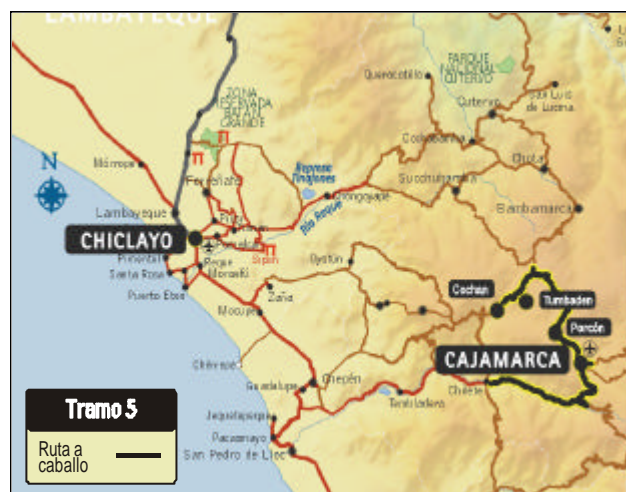 LAMBAYEQUE
PARQUE
NACIONAL
CUTERVO
Querocotillo
San Luis
de Lucma
Cutervo
ZONA
RESERVADA
BATAN
GRANDE
Cochabamba
Chota
N
Mórrope
Ferreñafe
Represa
Tinajones
Chongoyape
Succhubamba
Bambamarca
Lambayeque
Río Reque
CHICLAYO
Sipán
Pimentel
Reque
Monsefú
Santa Rosa
Puerto Eten
Zaña
Oyotún
Mocupe
Cochan
Tumbaden
Porcón
CAJAMARCA
Chérrepe
Guadalupe
Chepén
Tembladera
Chilete
Jequetepeque
Pacasmayo
San Pedro de Lloc
Tramo 5
Ruta a
caballo